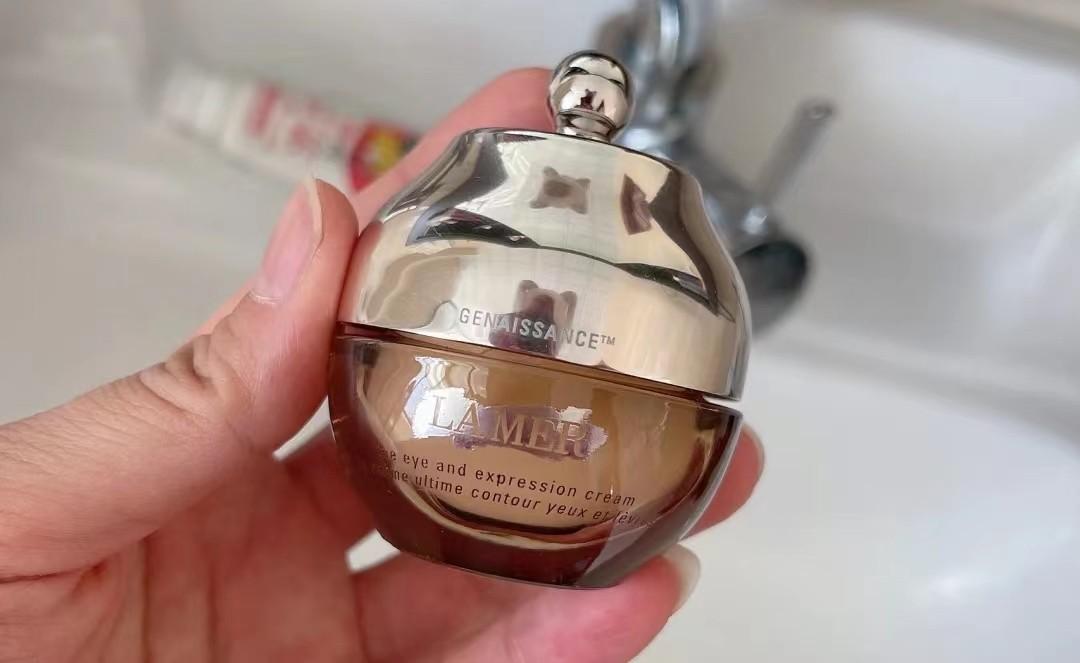 GENAISSANCE™
LA MER
eye and expression cream
ultime contour yeux et